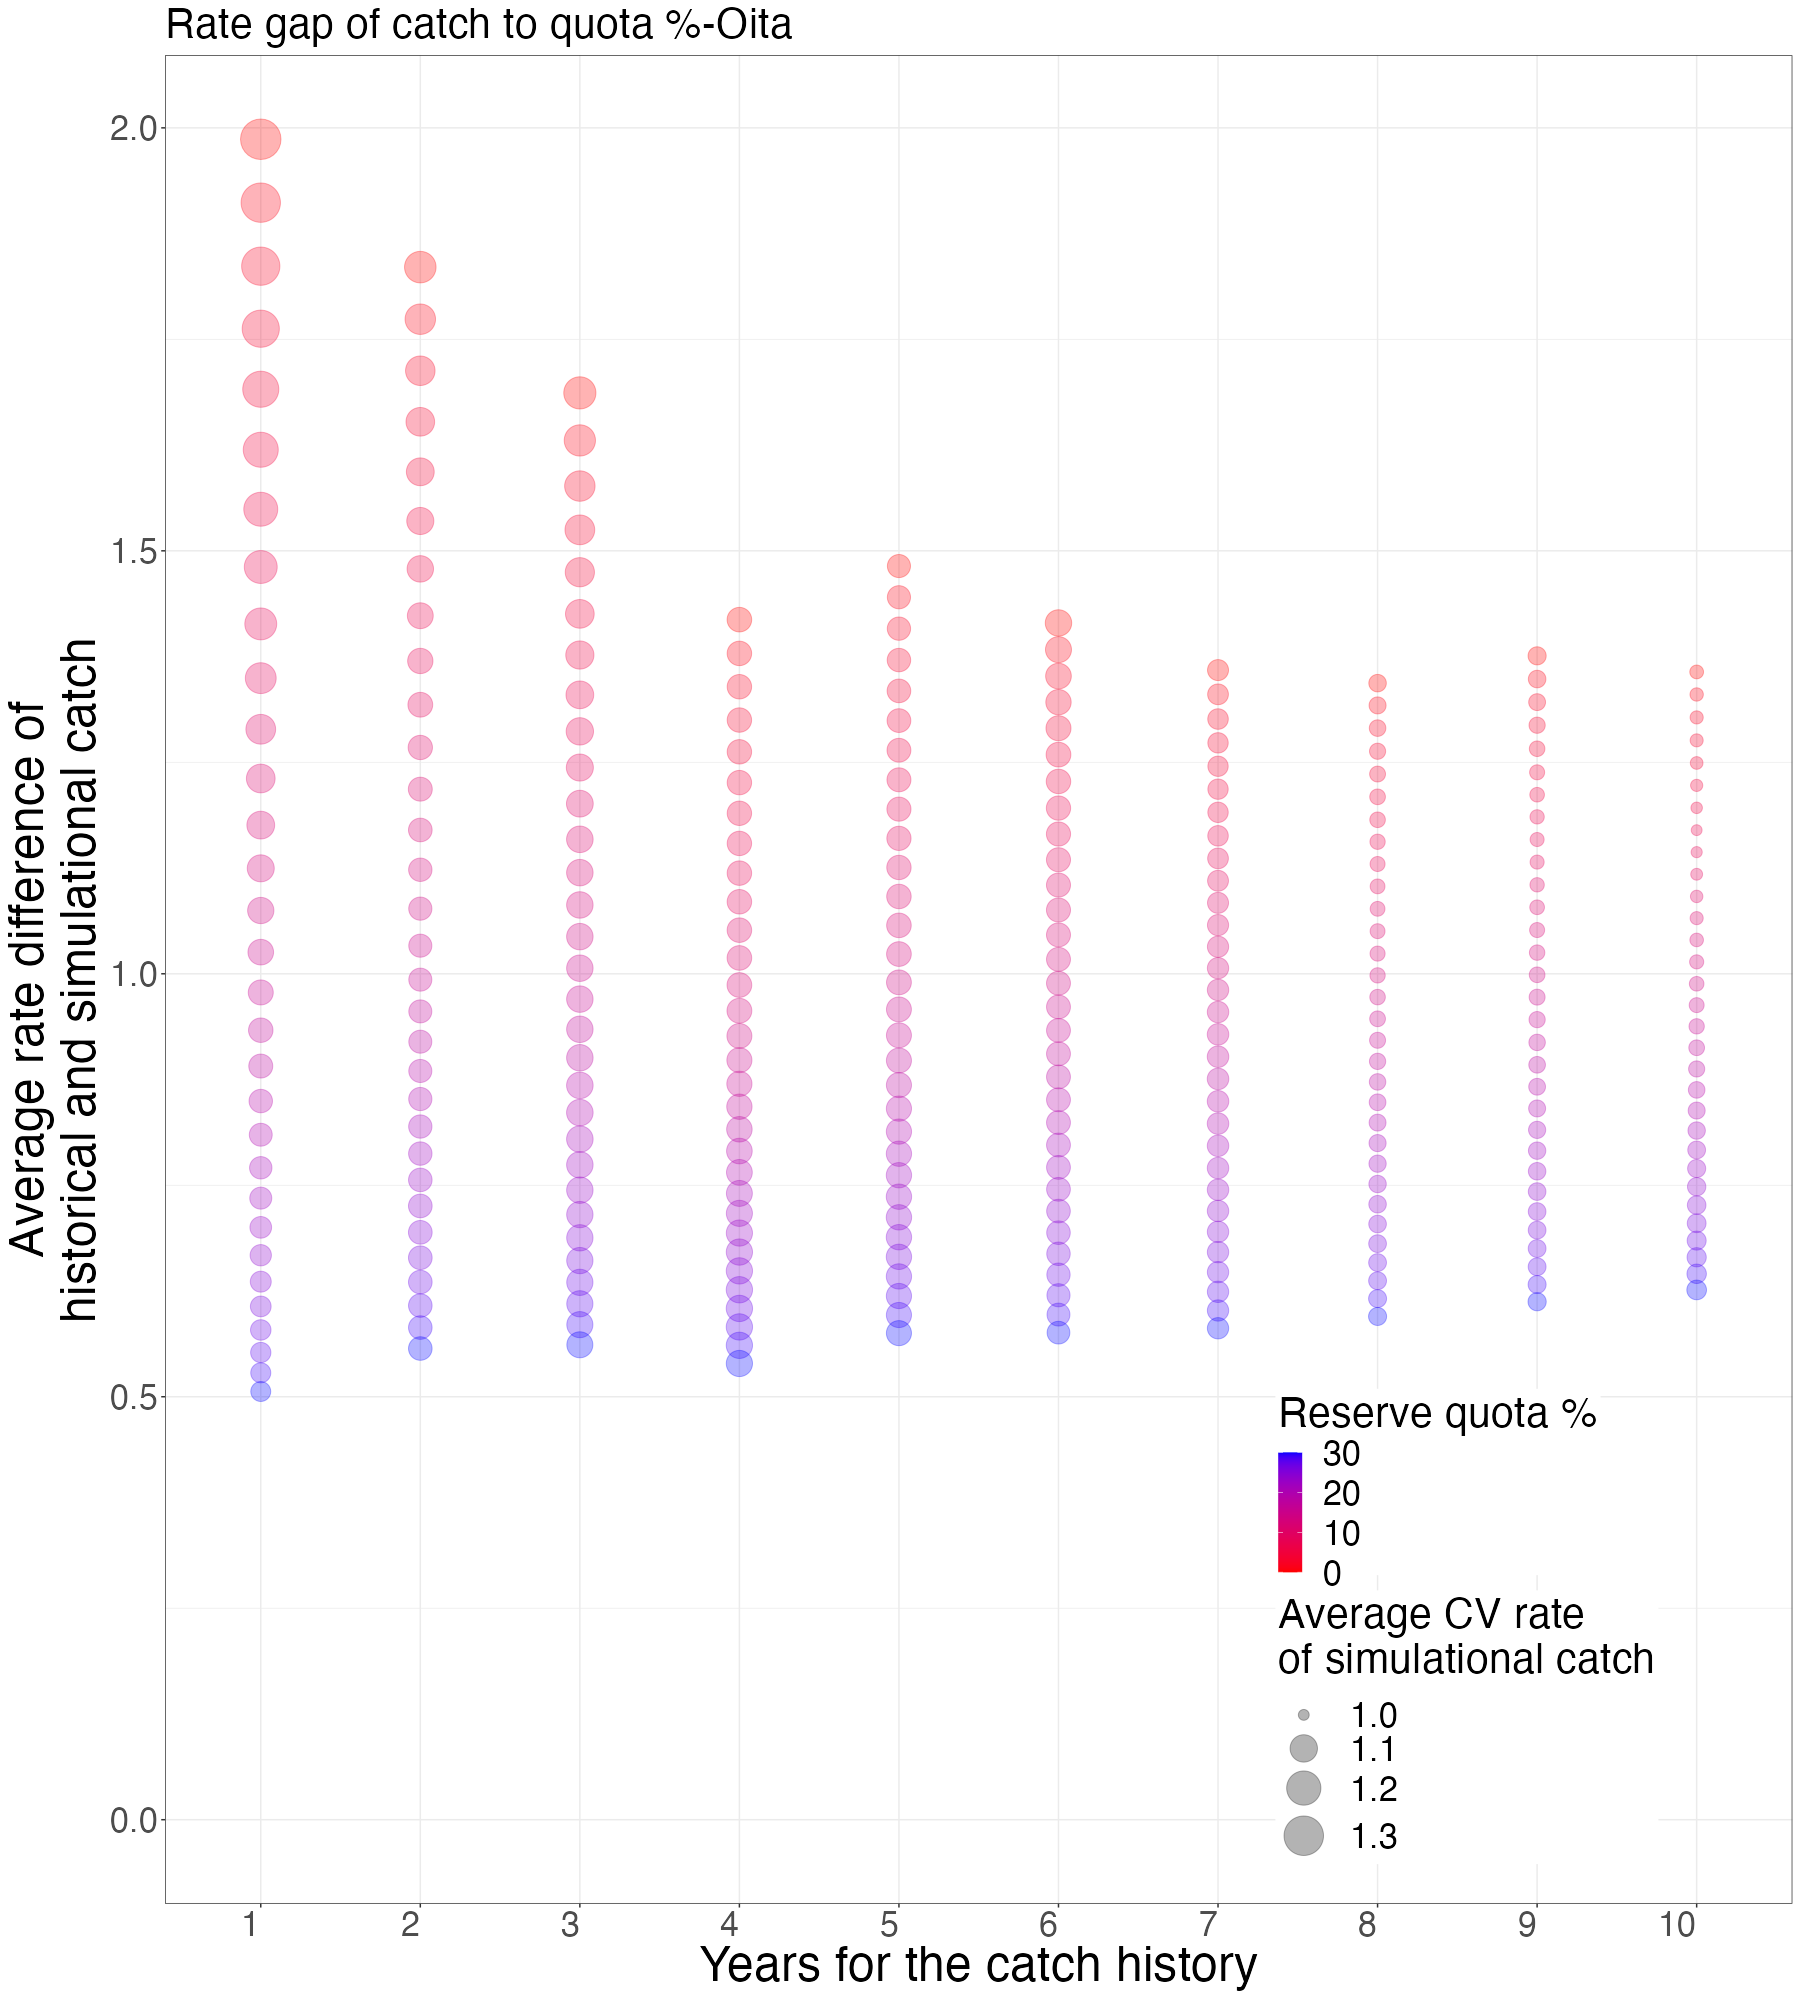 Rate gap of catch to quota %-Oita
Average rate difference of
historical and simulational catch
2.0
1.5
1.0
0.5
0.0
Reserve quota %
30
20
10
0
Average CV rate
of simulational catch
1.0
1.1
1.2
1.3
1 2 3 4 5 6 7 8 9 10
Years for the catch history